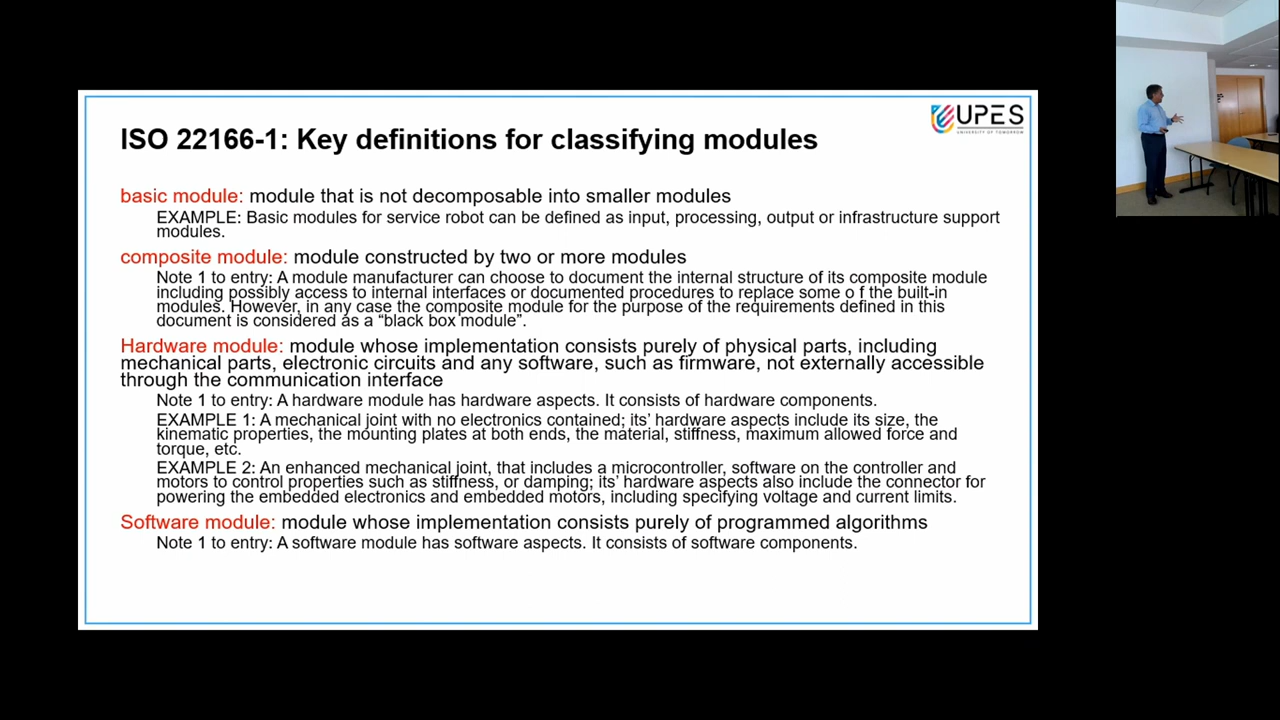 UPES
UNIVERSITY OF TOMORROW
ISO 22166-1: Key definitions for classifying modules
basic module: module that is not decomposable into smaller modules
EXAMPLE: Basic modules for service robot can be defined as input, processing, output or infrastructure support
modules.
composite module: module constructed by two or more modules
Note 1 to entry: A module manufacturer can choose to document the internal structure of its composite module
including possibly access to internal interfaces or documented procedures to replace some o f the built-in
modules. However, in any case the composite module for the purpose of the requirements defined in this
document is considered as a “black box module”.
Hardware module: module whose implementation consists purely of physical parts, including
mechanical parts, electronic circuits and any software, such as firmware, not externally accessible
through the communication interface
Note 1 to entry: A hardware module has hardware aspects. It consists of hardware components.
EXAMPLE 1: A mechanical joint with no electronics contained; its’ hardware aspects include its size, the
kinematic properties, the mounting plates at both ends, the material, stiffness, maximum allowed force and
torque, etc.
EXAMPLE 2: An enhanced mechanical joint, that includes a microcontroller, software on the controller and
motors to control properties such as stiffness, or damping; its’ hardware aspects also include the connector for
powering the embedded electronics and embedded motors, including specifying voltage and current limits.
Software module: module whose implementation consists purely of programmed algorithms
Note 1 to entry: A software module has software aspects. It consists of software components.